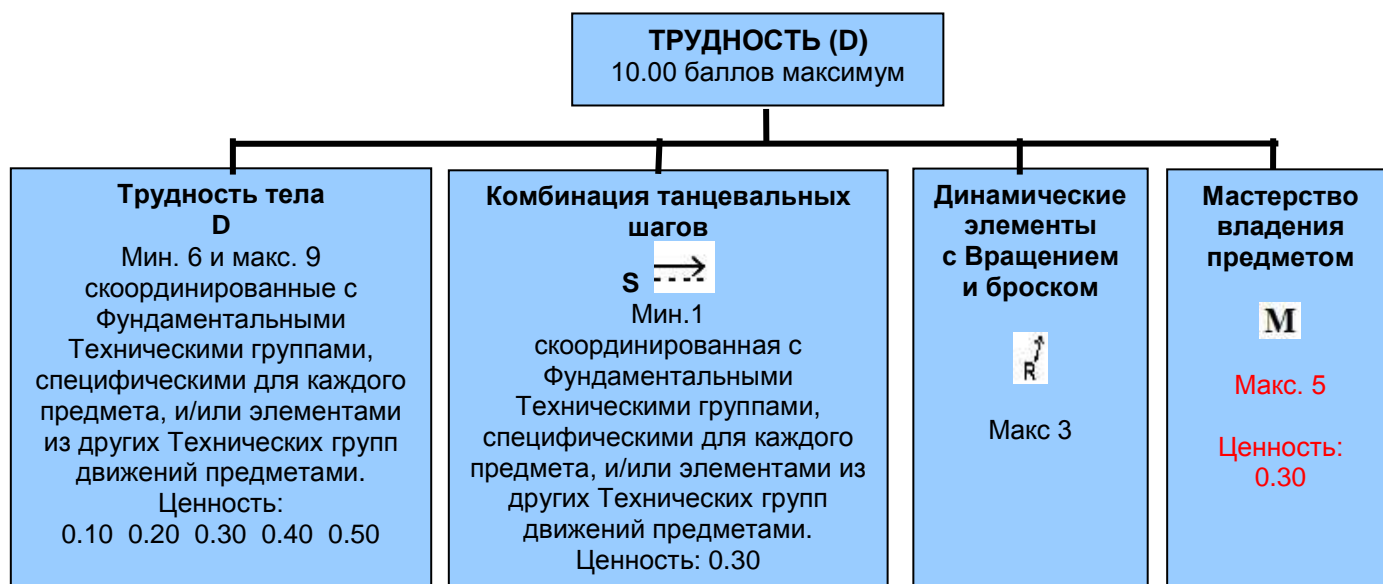 ТРУДНОСТЬ (D)
10.00 баллов максимум
Трудность тела
D
Мин. 6 и макс. 9
скоординированные с
Фундаментальными
Техническими группами,
специфическими для каждого
предмета, и/или элементами
из других Технических групп
движений предметами.
Ценность:
0.10 0.20 0.30 0.40 0.50
Комбинация танцевальных
шагов
S
Мин.1
скоординированная с
Фундаментальными
Техническими группами,
специфическими для каждого
предмета, и/или элементами из
других Технических групп
движений предметами.
Ценность: 0.30
Динамические
элементы
с Вращением
и броском
R
Макс 3
Мастерство
владения
предметом
M
Макс. 5
Ценность:
0.30